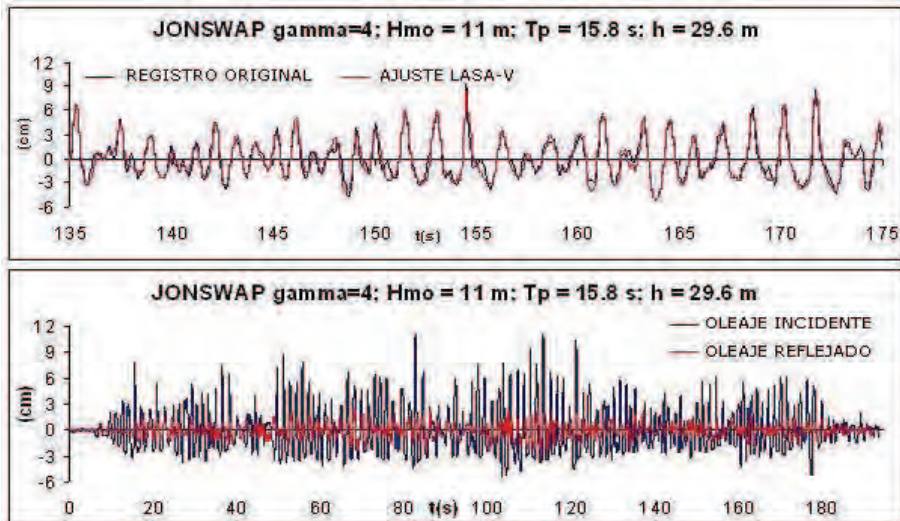 JONSWAP gamma=4; Hmo = 11 m; Tp = 15.8 s; h = 29.6 m
REGISTRO ORIGINAL AJUSTE LASA-V
(cm)
12
9
6
3
0
-3
-6
135 140 145 150 155 160 165 170 175
t(s)
JONSWAP gamma=4; Hmo = 11 m; Tp = 15.8 s; h = 29.6 m
OLEAJE INCIDENTE
OLEAJE REFLEJADO
(cm)
12
9
6
3
0
-3
-6
0 20 40 60 80 100 120 140 160 180
t(s)